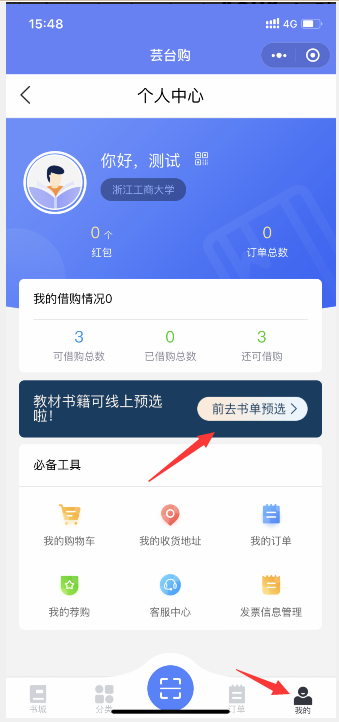 15:48
4G
芸台购
个人中心
你好，测试
浙江工商大学
0 个
0
红包
订单总数
我的借购情况0
3
0
3
可借购总数
已借购总数
还可借购
教材书籍可线上预选
啦！
前去书单预选
必备工具
我的购物车
我的收货地址
我的订单
我的荐购
客服中心
发票信息管理
书城
分类
订单
我的